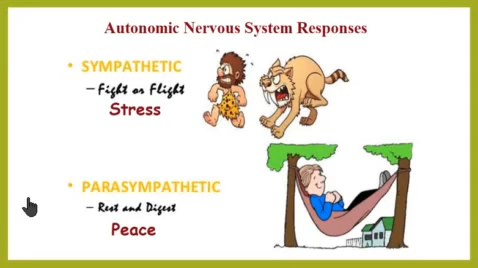 Autonomic Nervous System Responses
• SYMPATHETIC
– Fight or Flight
Stress
• PARASYMPATHETIC
– Rest and Digest
Peace